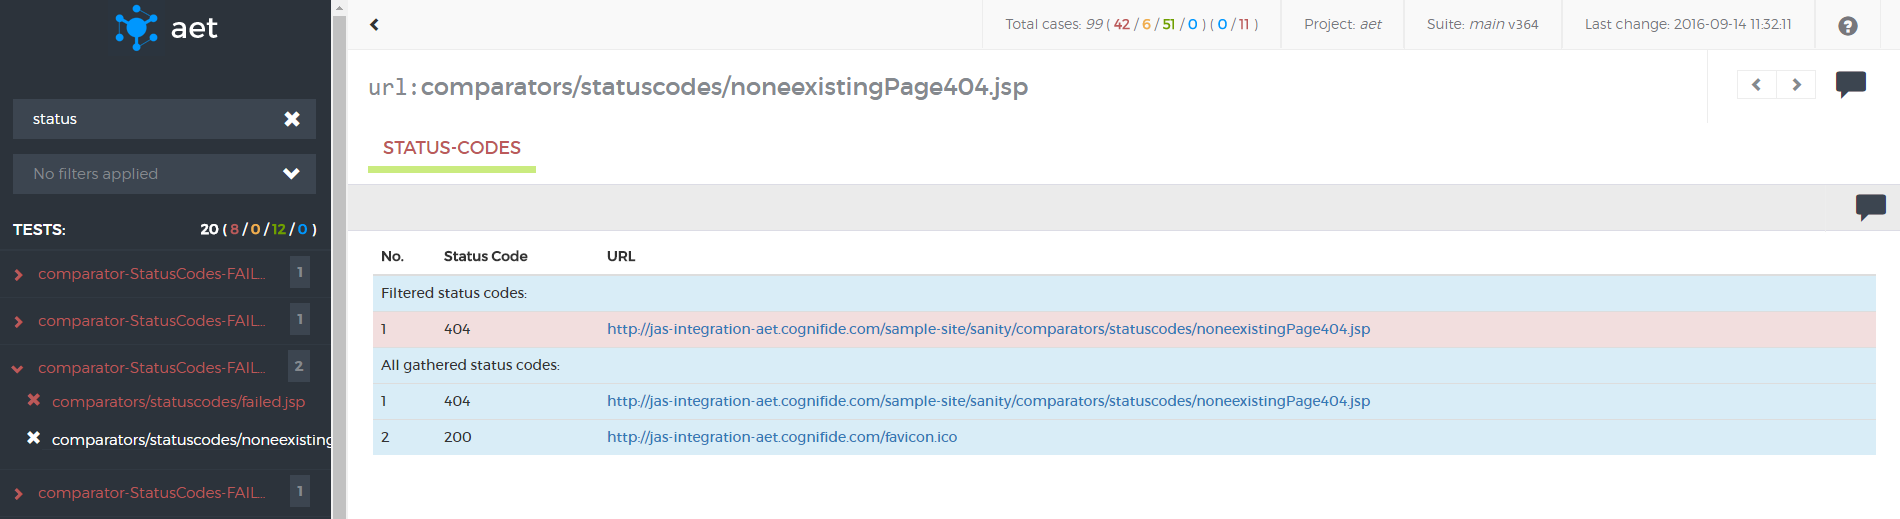 aet
status
No filters applied
TESTS: 20 ( 8 / 0 / 12 / 0 )
comparator-StatusCodes-FAIL... 1
comparator-StatusCodes-FAIL... 1
comparator-StatusCodes-FAIL... 2
comparators/statuscodes/failed.jsp
comparators/statuscodes/noneexisting
comparator-StatusCodes-FAIL... 1
Total cases: 99 ( 42 / 6 / 51 / 0 ) ( 0 / 11 ) Project: aet Suite: main v364 Last change: 2016-09-14 11:32:11 ?
url:comparators/statuscodes/noneexistingPage404.jsp
STATUS-CODES
No. Status Code URL
Filtered status codes:
1 404 http://jas-integration-aet.cognifide.com/sample-site/sanity/comparators/statuscodes/noneexistingPage404.jsp
All gathered status codes:
1 404 http://jas-integration-aet.cognifide.com/sample-site/sanity/comparators/statuscodes/noneexistingPage404.jsp
2 200 http://jas-integration-aet.cognifide.com/favicon.ico